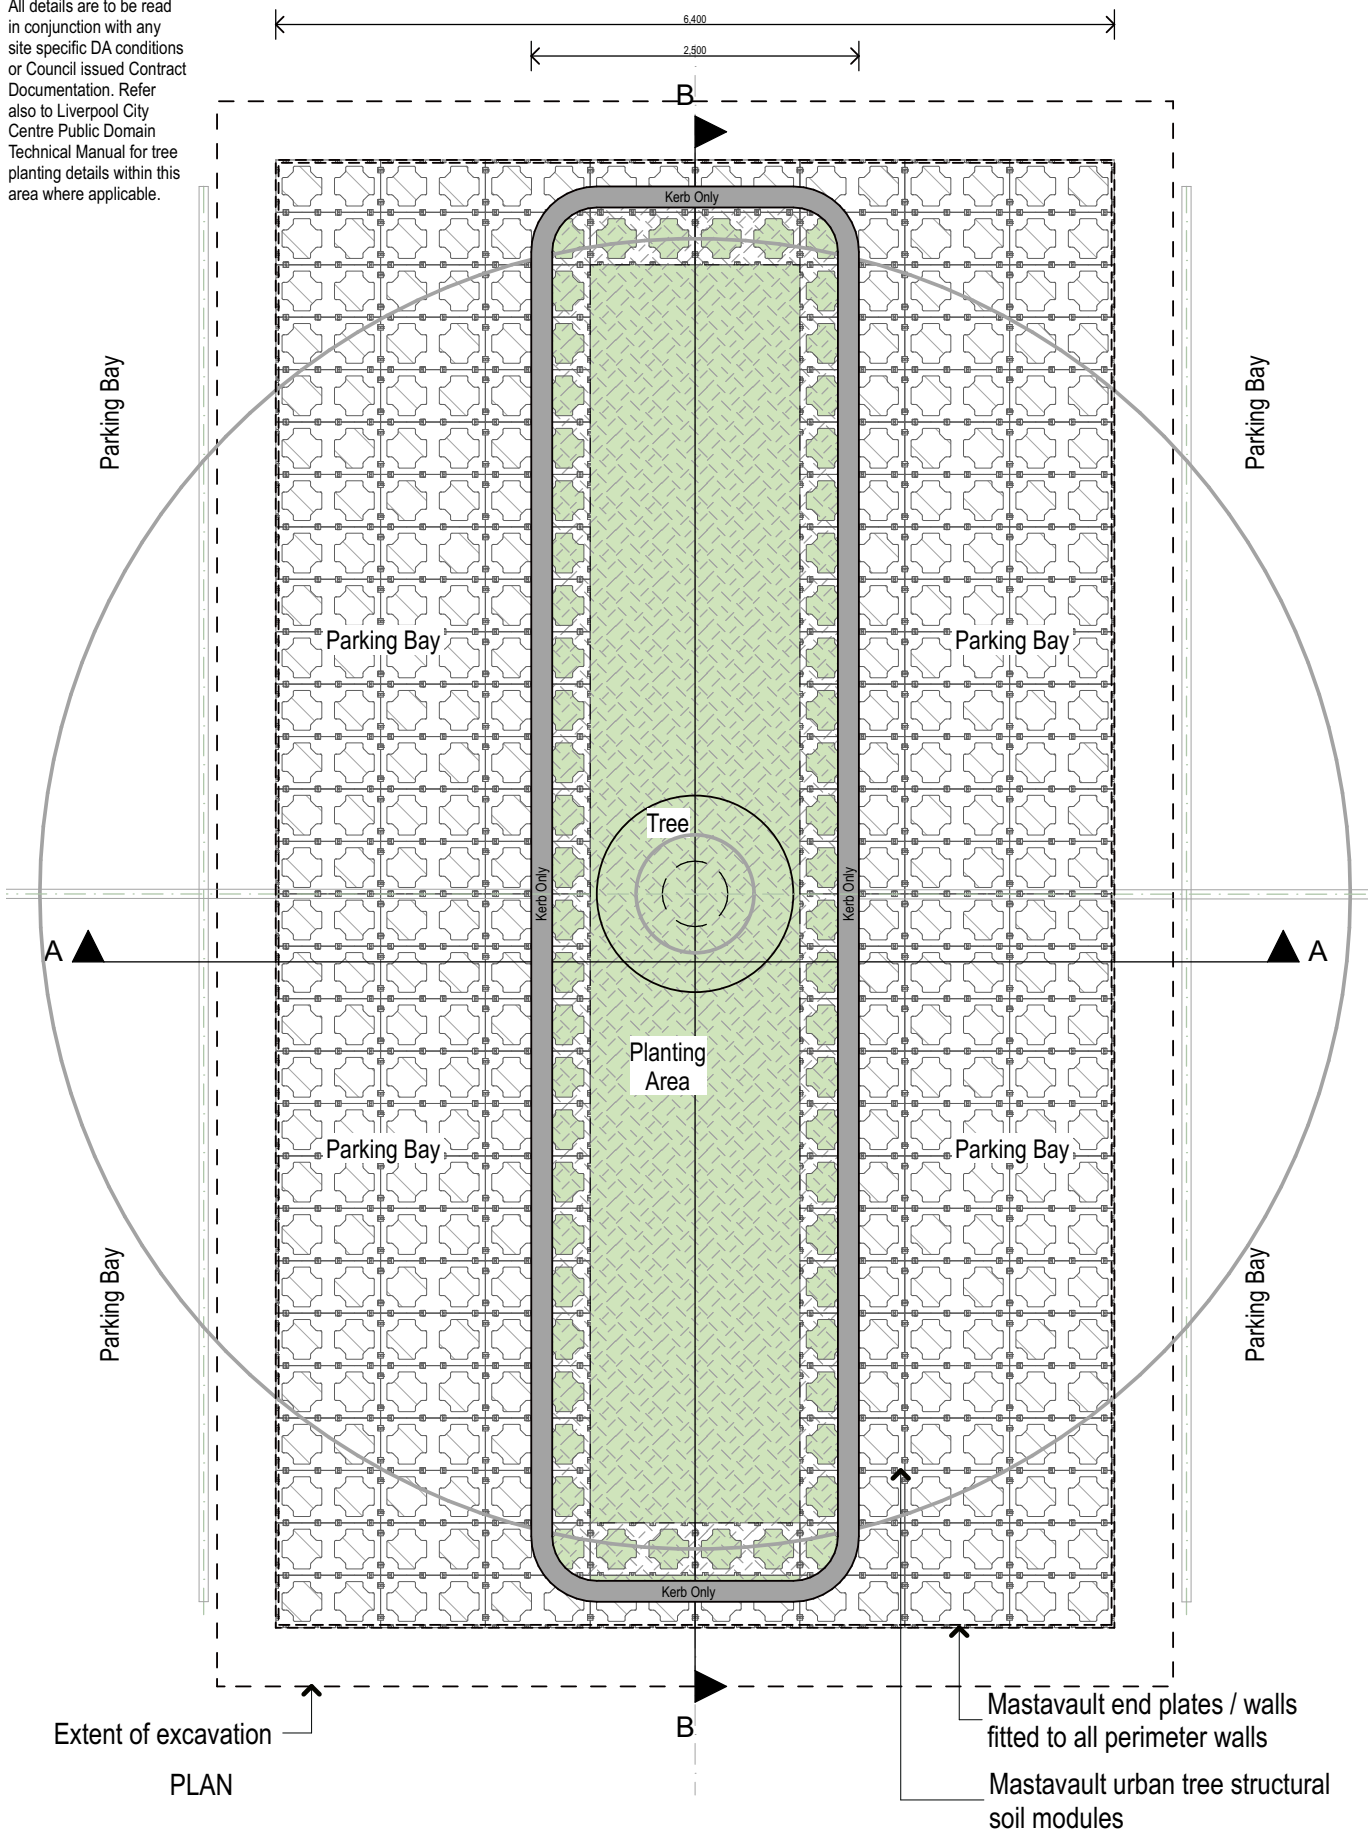 All details are to be read
in conjunction with any
site specific DA conditions
or Council issued Contract
Documentation. Refer
also to Liverpool City
Centre Public Domain
Technical Manual for tree
planting details within this
area where applicable.
6,400
2,500
B
Kerb Only
Parking Bay
Parking Bay
Parking Bay
Parking Bay
Tree
Kerb Only
Kerb Only
A
A
Planting
Area
Parking Bay
Parking Bay
Parking Bay
Parking Bay
Kerb Only
B
Extent of excavation
PLAN
Mastavault end plates / walls
fitted to all perimeter walls
Mastavault urban tree structural
soil modules